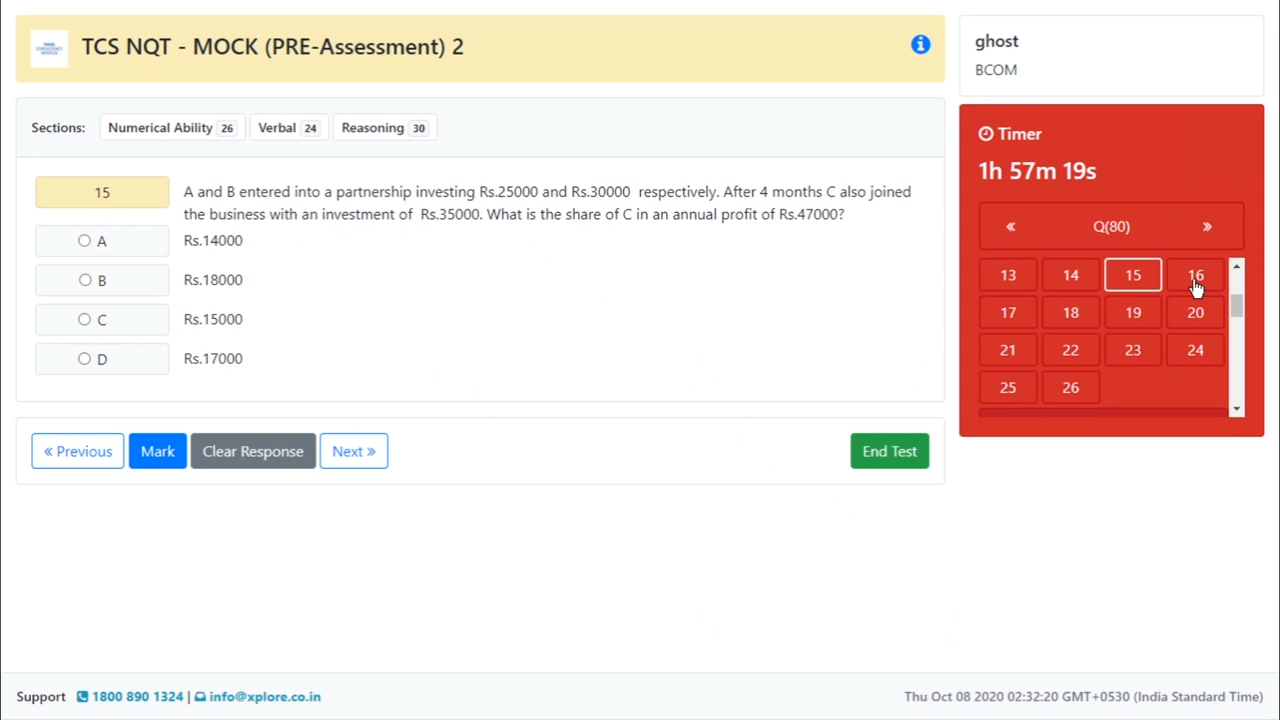 TCS NQT - MOCK (PRE-Assessment) 2
ghost
BCOM
Sections: Numerical Ability 26 Verbal 24 Reasoning 30
Timer
1h 57m 19s
15 A and B entered into a partnership investing Rs.25000 and Rs.30000 respectively. After 4 months C also joined
the business with an investment of Rs.35000. What is the share of C in an annual profit of Rs.47000?
A Rs.14000
B Rs.18000
C Rs.15000
D Rs.17000
« Q(80) »
13 14 15 16
17 18 19 20
21 22 23 24
25 26
« Previous Mark Clear Response Next » End Test
Support 1800 890 1324 | info@xplore.co.in
Thu Oct 08 2020 02:32:20 GMT+0530 (India Standard Time)